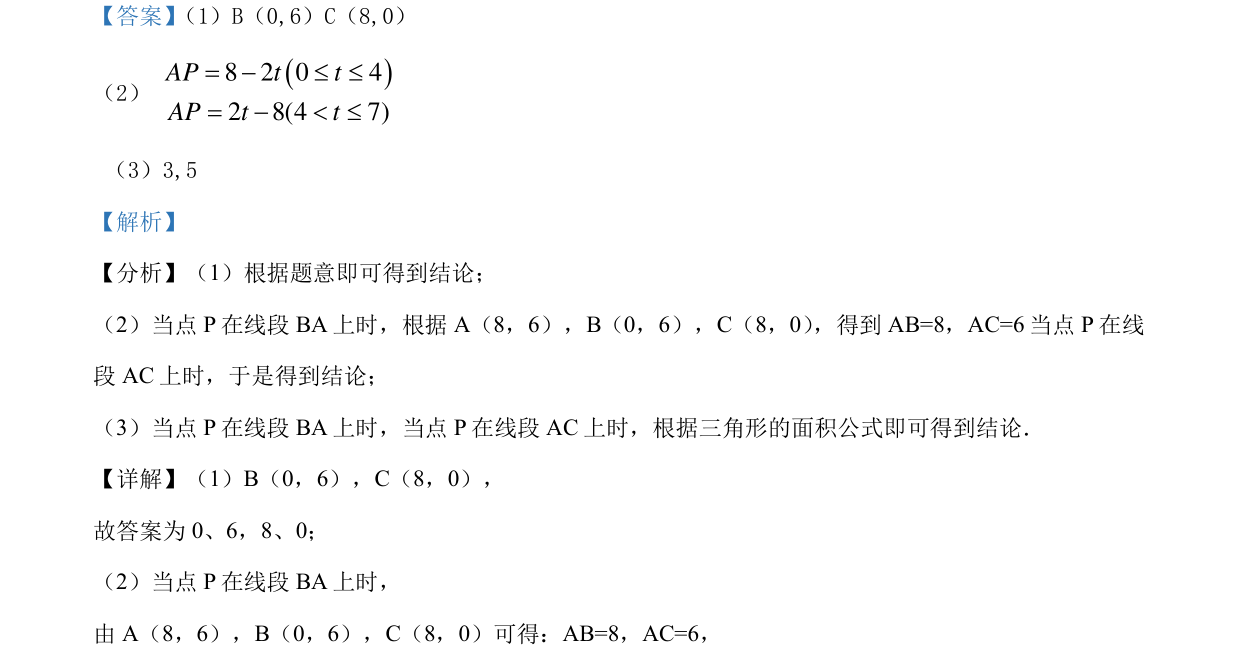 【答案】（1）B（0,6）C（8,0）
（2）
AP = 8 − 2t(0 ≤ t ≤ 4)
AP = 2t − 8(4 < t ≤ 7)
（3）3,5
【解析】
【分析】（1）根据题意即可得到结论；
（2）当点 P 在线段 BA 上时，根据 A（8，6），B（0，6），C（8，0），得到 AB=8，AC=6 当点 P 在线
段 AC 上时，于是得到结论；
（3）当点 P 在线段 BA 上时，当点 P 在线段 AC 上时，根据三角形的面积公式即可得到结论．
【详解】（1）B（0，6），C（8，0），
故答案为 0、6，8、0；
（2）当点 P 在线段 BA 上时，
由 A（8，6），B（0，6），C（8，0）可得：AB=8，AC=6，